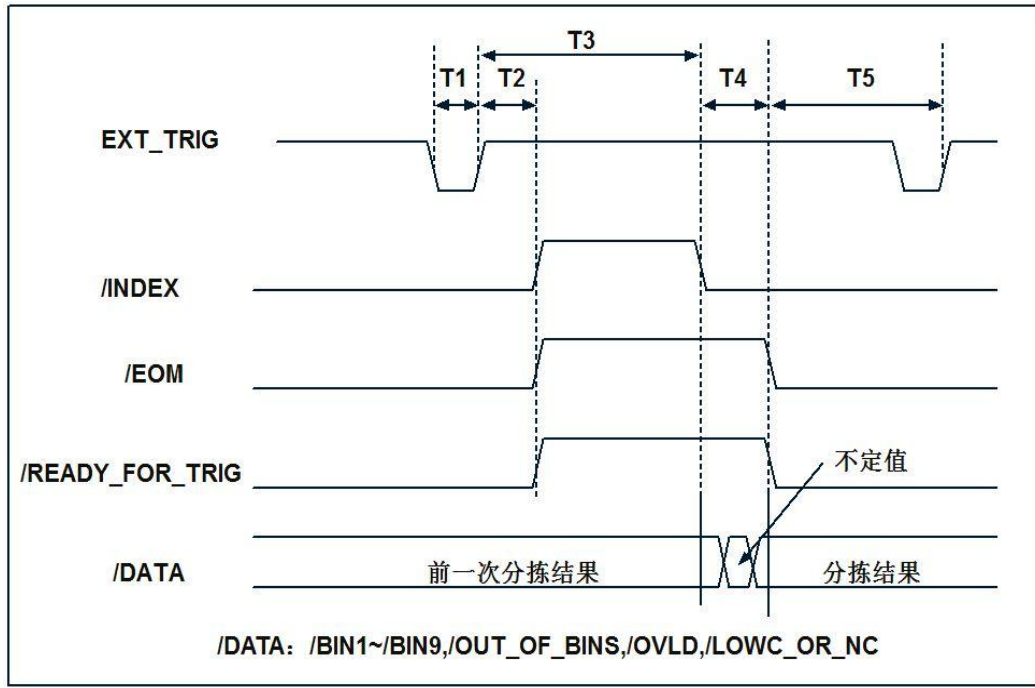 T3
T1 T2 T4 T5
EXT_TRIG
/INDEX
/EOM
/READY_FOR_TRIG
不定值
/DATA 前一次分拣结果 分拣结果
/DATA：/BIN1~/BIN9,/OUT_OF_BINS,/OVLD,/LOWC_OR_NC